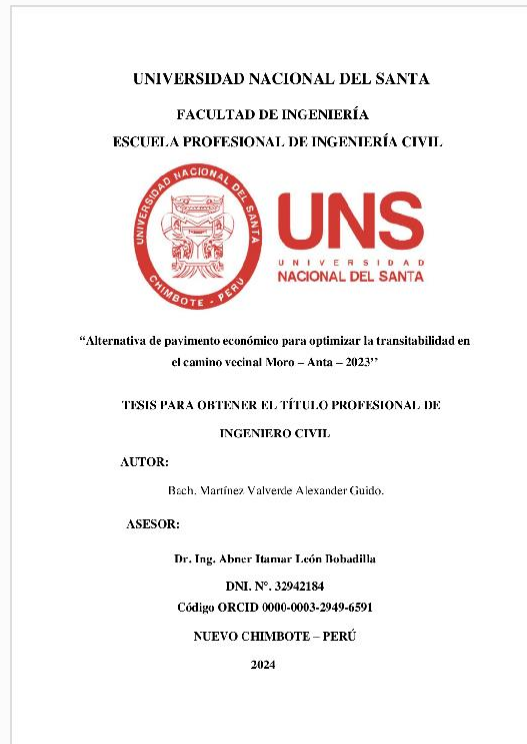 UNIVERSIDAD NACIONAL DEL SANTA
FACULTAD DE INGENIERÍA
ESCUELA PROFESIONAL DE INGENIERÍA CIVIL
UNIVERSIDAD NACIONAL DEL SANTA
CHIMBOTE - PERÚ
UNS
UNIVERSIDAD
NACIONAL DEL SANTA
“Alternativa de pavimento económico para optimizar la transitabilidad en
el camino vecinal Moro – Anta – 2023’’
TESIS PARA OBTENER EL TÍTULO PROFESIONAL DE
INGENIERO CIVIL
AUTOR:
Bach. Martínez Valverde Alexander Guido.
ASESOR:
Dr. Ing. Abner Itamar León Bobadilla
DNI. N°. 32942184
Código ORCID 0000-0003-2949-6591
NUEVO CHIMBOTE – PERÚ
2024